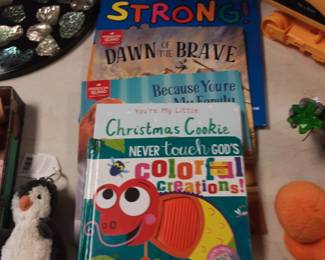 STRONG!
DAWN OF THE BRAVE
Because You're
My Family
You're My Little
Christmas Cookie
NEVER touch GOD'S
colorful
creations!